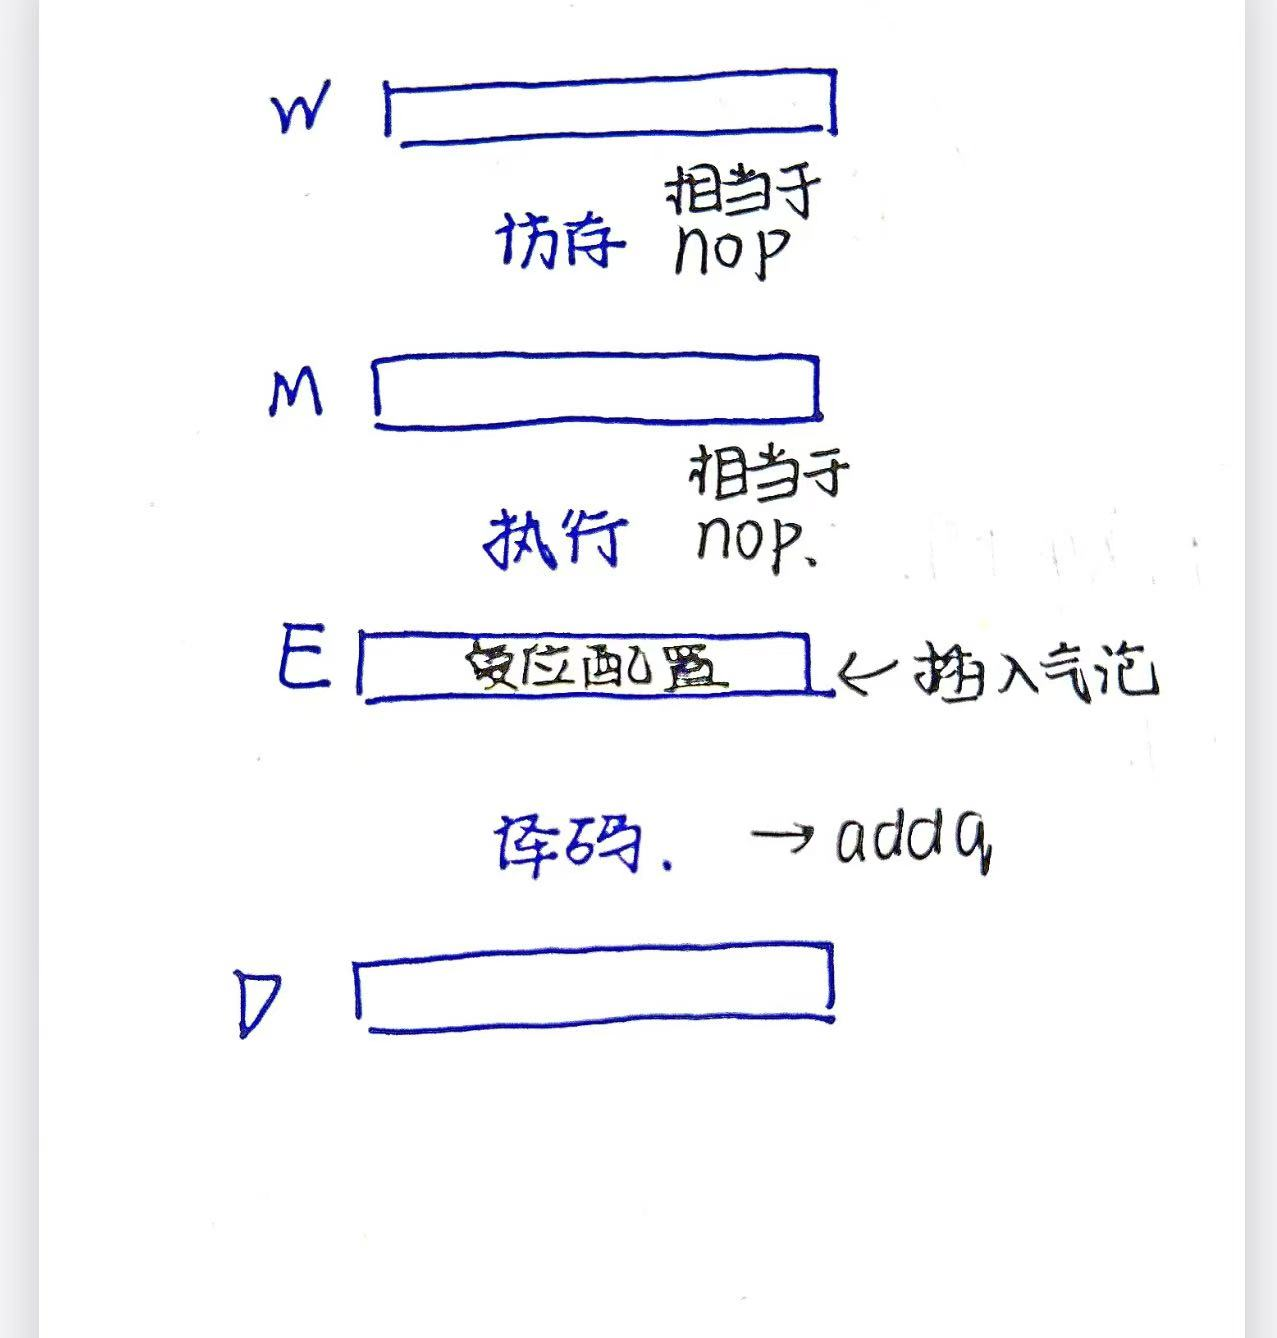 W
相当于
仿存 nop
M
相当于
执行 nop.
E 复位配置 ← 插入气泡
译码. → addq
D